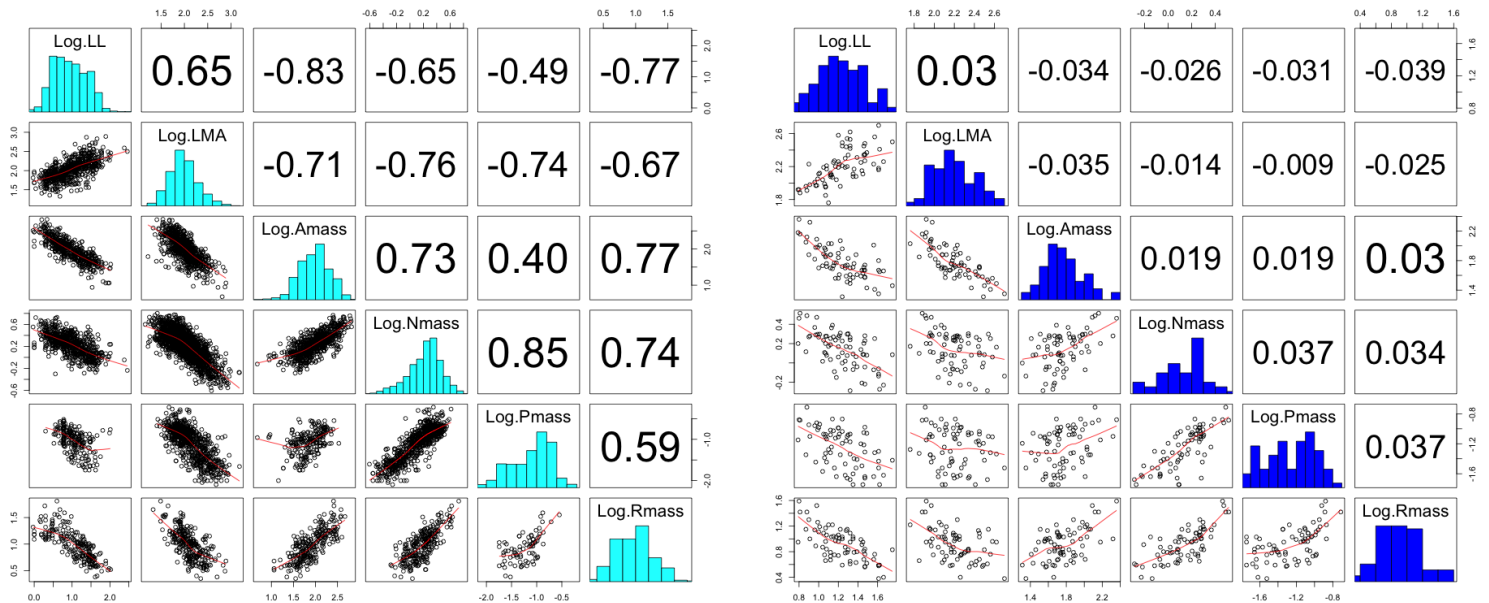 1.5 2.0 3.0 -0.6 -0.2 0.2 0.6 0.5 1.0 1.5
Log.LL 0.65 -0.83 -0.65 -0.49 -0.77 0.0 1.0 2.0
1.5 2.0 2.5 3.0 Log.LMA -0.71 -0.76 -0.74 -0.67
Log.Amass 0.73 0.40 0.77 1.0 2.0
-0.6 -0.2 0.2 0.6 Log.Nmass 0.85 0.74
Log.Pmass 0.59 -2.0 -1.0
0.5 1.0 1.5 Log.Rmass
0.0 1.0 2.0 1.0 1.5 2.0 2.5 -2.0 -1.5 -1.0 -0.5
1.8 2.0 2.2 2.4 2.6 -0.2 0.0 0.2 0.4 0.4 0.8 1.2 1.6
Log.LL 0.03 -0.034 -0.026 -0.031 -0.039 0.8 1.2 1.6
1.8 2.2 2.6 Log.LMA -0.035 -0.014 -0.009 -0.025
Log.Amass 0.019 0.019 0.03 1.4 1.8 2.2
-0.2 0.2 0.4 Log.Nmass 0.037 0.034
Log.Pmass 0.037 -1.6 -1.2 -0.8
0.4 0.8 1.0 1.2 1.6 Log.Rmass
0.8 1.0 1.2 1.4 1.6 1.4 1.8 2.2 -1.6 -1.2 -0.8